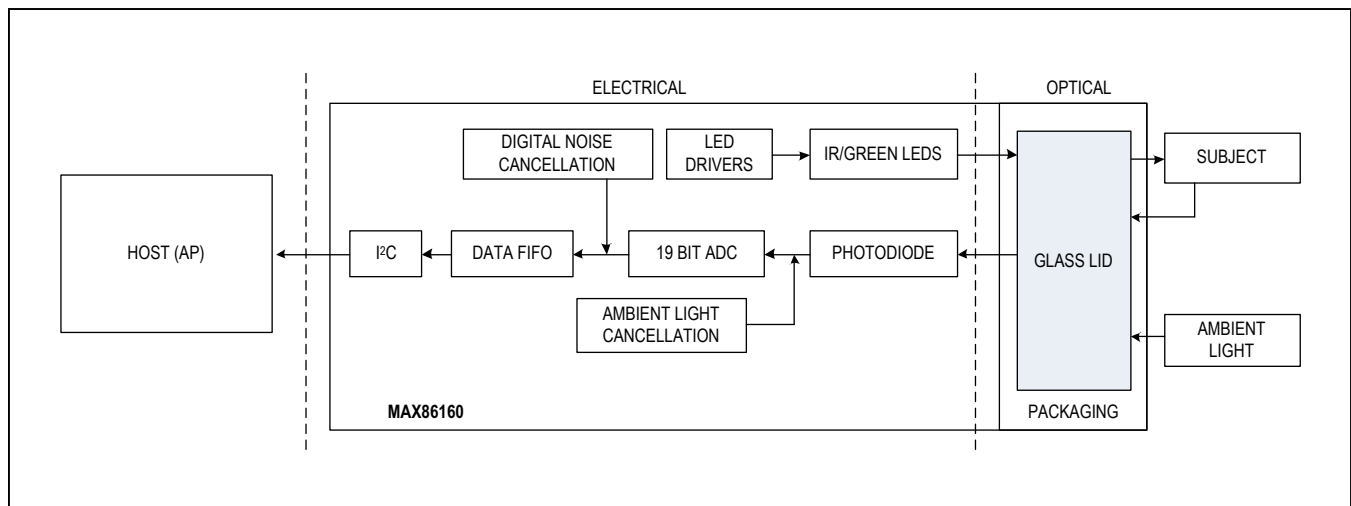 ELECTRICAL
OPTICAL
DIGITAL NOISE
CANCELLATION
LED
DRIVERS
IR/GREEN LEDS
SUBJECT
HOST (AP)
I²C
DATA FIFO
19 BIT ADC
PHOTODIODE
GLASS LID
AMBIENT LIGHT
CANCELLATION
AMBIENT
LIGHT
MAX86160
PACKAGING